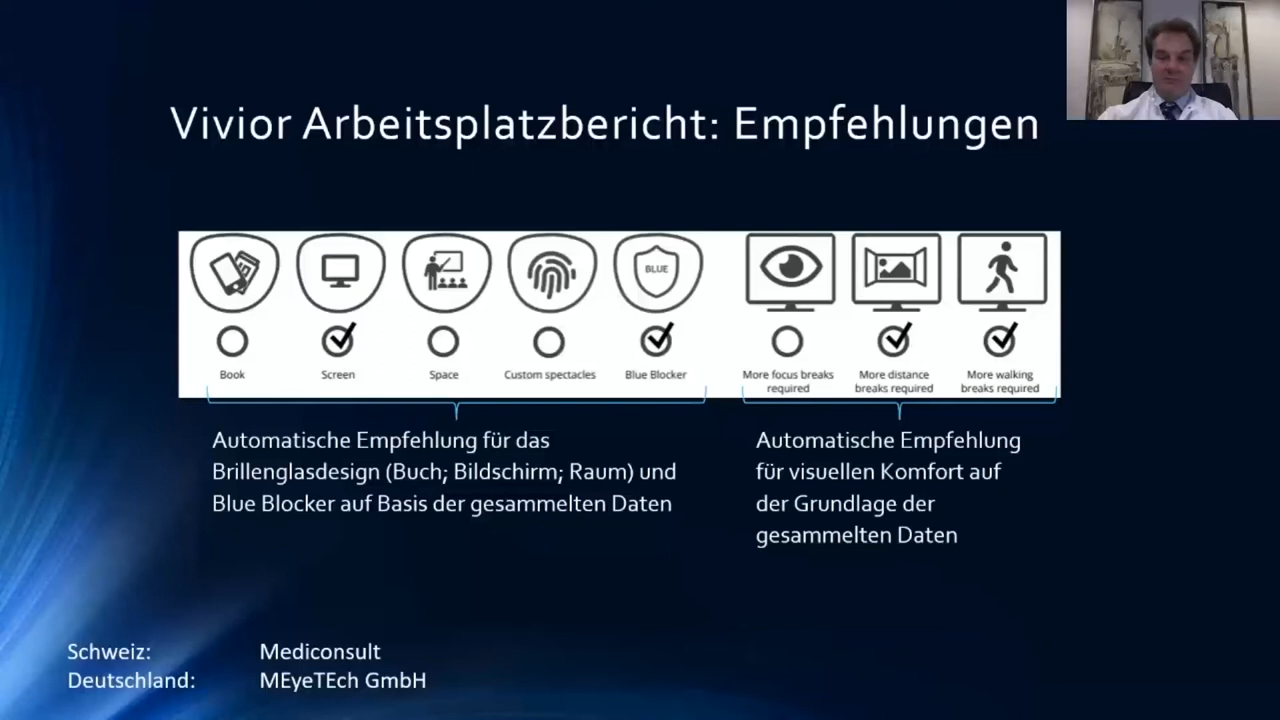 Vivior Arbeitsplatzbericht: Empfehlungen
BLUE
Book
Screen
Space
Custom spectacles
Blue Blocker
More focus breaks
required
More distance
breaks required
More walking
breaks required
Automatische Empfehlung für das
Brillenglasdesign (Buch; Bildschirm; Raum) und
Blue Blocker auf Basis der gesammelten Daten
Automatische Empfehlung
für visuellen Komfort auf
der Grundlage der
gesammelten Daten
Schweiz: Mediconsult
Deutschland: MEyeTEch GmbH